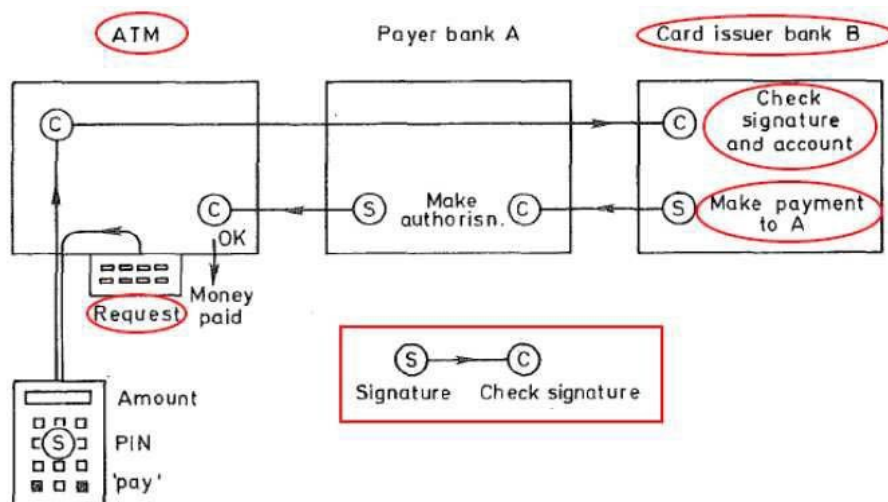 ATM
Payer bank A
Card issuer bank B
C
C
Check
signature
and account
C
OK
S
Make
authorisn.
C
S
Make payment
to A
Money
paid
Request
S
C
Signature
Check signature
Amount
S
PIN
'pay'